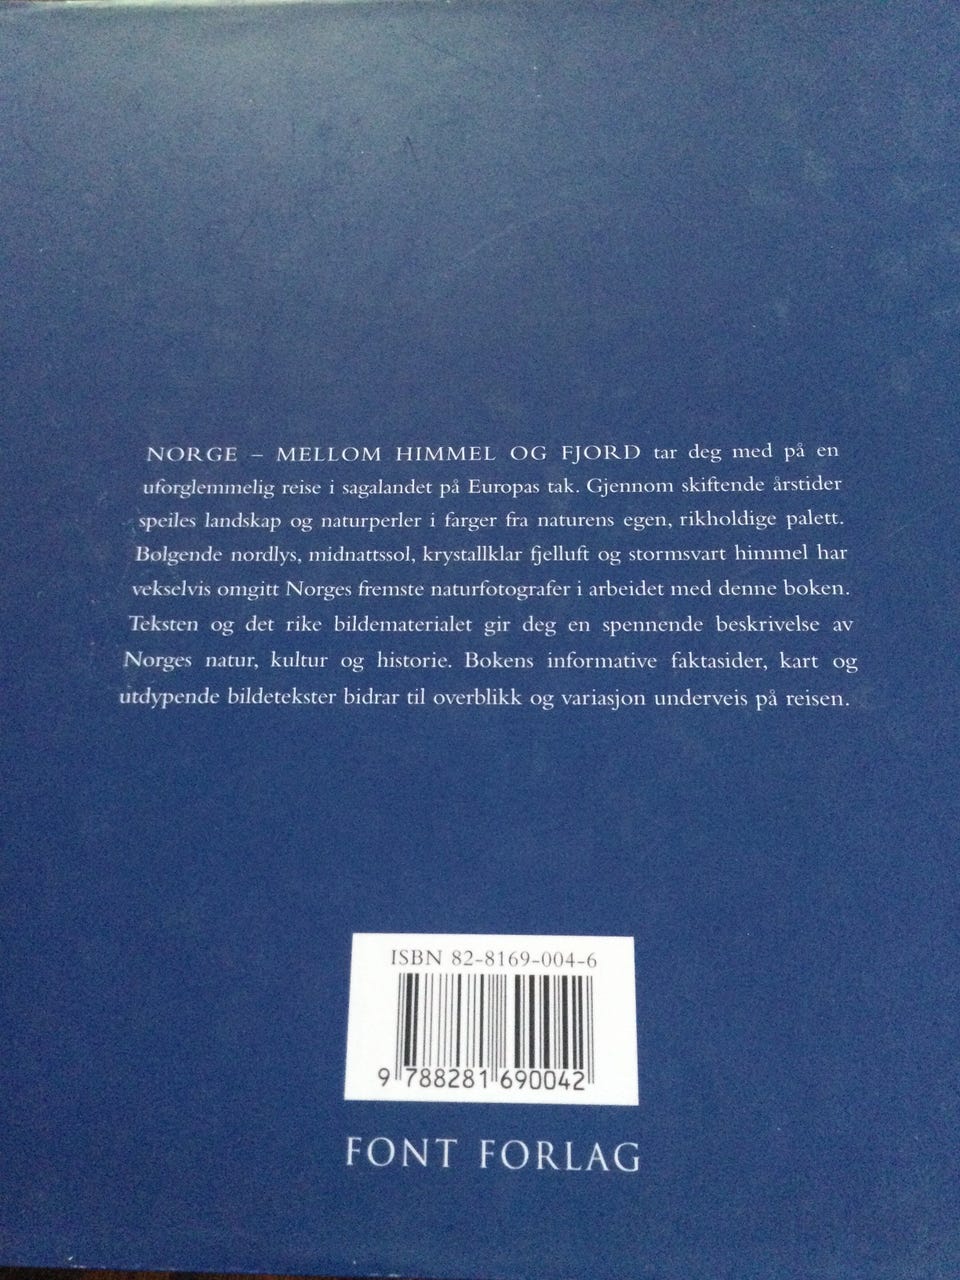 NORGE – MELLOM HIMMEL OG FJORD tar deg med på en
uforglemmelig reise i sagalandet på Europas tak. Gjennom skiftende årstider
speiles landskap og naturperler i farger fra naturens egen, rikholdige palett.
Bølgende nordlys, midnattssol, krystallklar fjelluft og stormsvart himmel har
vekselvis omgitt Norges fremste naturfotografer i arbeidet med denne boken.
Teksten og det rike bildematerialet gir deg en spennende beskrivelse av
Norges natur, kultur og historie. Bokens informative faktasider, kart og
utdypende bildetekster bidrar til overblikk og variasjon underveis på reisen.
ISBN 82-8169-004-6
9 788281 690042
FONT FORLAG